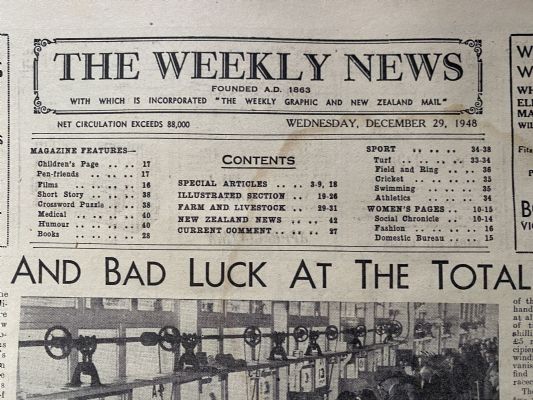 THE WEEKLY NEWS
FOUNDED A.D. 1863
WITH WHICH IS INCORPORATED "THE WEEKLY GRAPHIC AND NEW ZEALAND MAIL"
NET CIRCULATION EXCEEDS 88,000
WEDNESDAY, DECEMBER 29, 1948
MAGAZINE FEATURES—
Children's Page .. .. 17
Pen-friends .. .. .. 17
Films .. .. .. .. 16
Short Story .. .. .. 38
Crossword Puzzle .. .. 38
Medical .. .. .. .. 40
Humour .. .. .. .. 40
Books .. .. .. .. 28
CONTENTS
SPECIAL ARTICLES .. .. 3-9, 18
ILLUSTRATED SECTION .. 19-26
FARM AND LIVESTOCK .. 29-31
NEW ZEALAND NEWS .. .. 42
CURRENT COMMENT .. .. .. 27
SPORT .. .. .. .. 34-38
Turf .. .. .. .. 33-34
Field and Ring .. .. 36
Cricket .. .. .. .. 35
Swimming .. .. .. 35
Athletics .. .. .. 34
WOMEN'S PAGES .. .. 10-15
Social Chronicle .. .. 10-14
Fashion .. .. .. .. 16
Domestic Bureau .. .. 15
AND BAD LUCK AT THE TOTAL